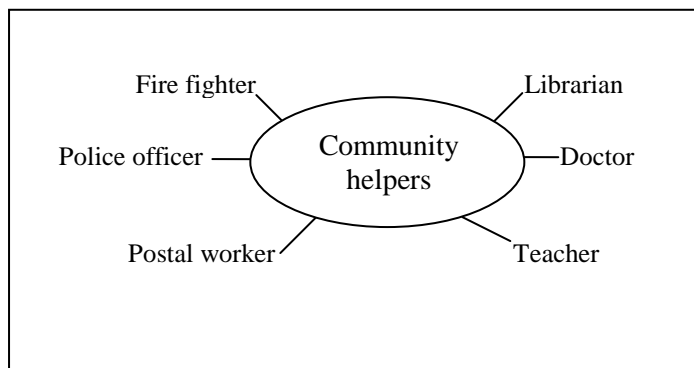 Fire fighter
Librarian
Police officer
Community
helpers
Doctor
Postal worker
Teacher